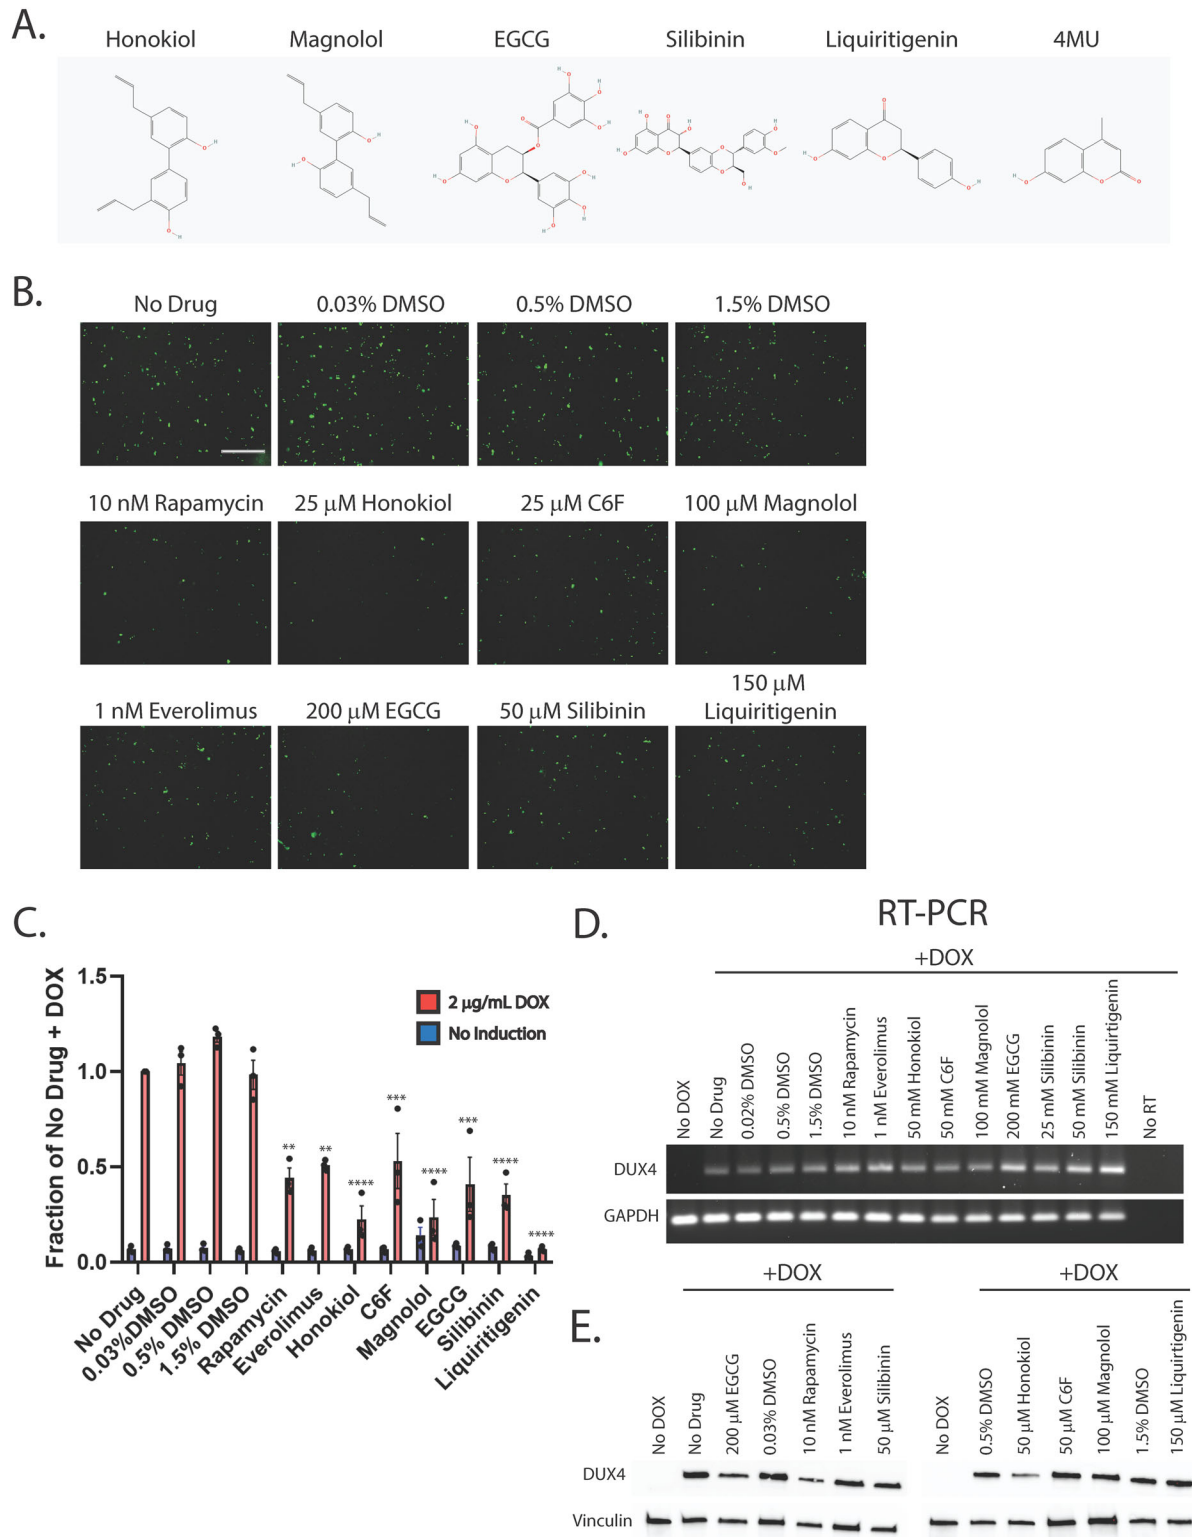 A.
Honokiol Magnolol EGCG Silibinin Liquiritigenin 4MU
B.
No Drug 0.03% DMSO 0.5% DMSO 1.5% DMSO
10 nM Rapamycin 25 μM Honokiol 25 μM C6F 100 μM Magnolol
1 nM Everolimus 200 μM EGCG 50 μM Silibinin 150 μM Liquiritigenin
C.
Fraction of No Drug + DOX
1.5
1.0
0.5
0.0
2 μg/mL DOX
No Induction
** ** **** *** **** *** **** ****
No Drug
0.03%DMSO
0.5% DMSO
1.5% DMSO
Rapamycin
Everolimus
Honokiol
C6F
Magnolol
EGCG
Silibinin
Liquiritigenin
D.
RT-PCR
+DOX
No DOX
No Drug
0.02% DMSO
0.5% DMSO
1.5% DMSO
10 nM Rapamycin
1 nM Everolimus
50 mM Honokiol
50 mM C6F
100 mM Magnolol
200 mM EGCG
25 mM Silibinin
50 mM Silibinin
150 mM Liquirtigenin
No RT
DUX4
GAPDH
E.
+DOX +DOX
No DOX
No Drug
200 μM EGCG
0.03% DMSO
10 nM Rapamycin
1 nM Everolimus
50 μM Silibinin
No DOX
0.5% DMSO
50 μM Honokiol
50 μM C6F
100 μM Magnolol
1.5% DMSO
150 μM Liquirtigenin
DUX4
Vinculin